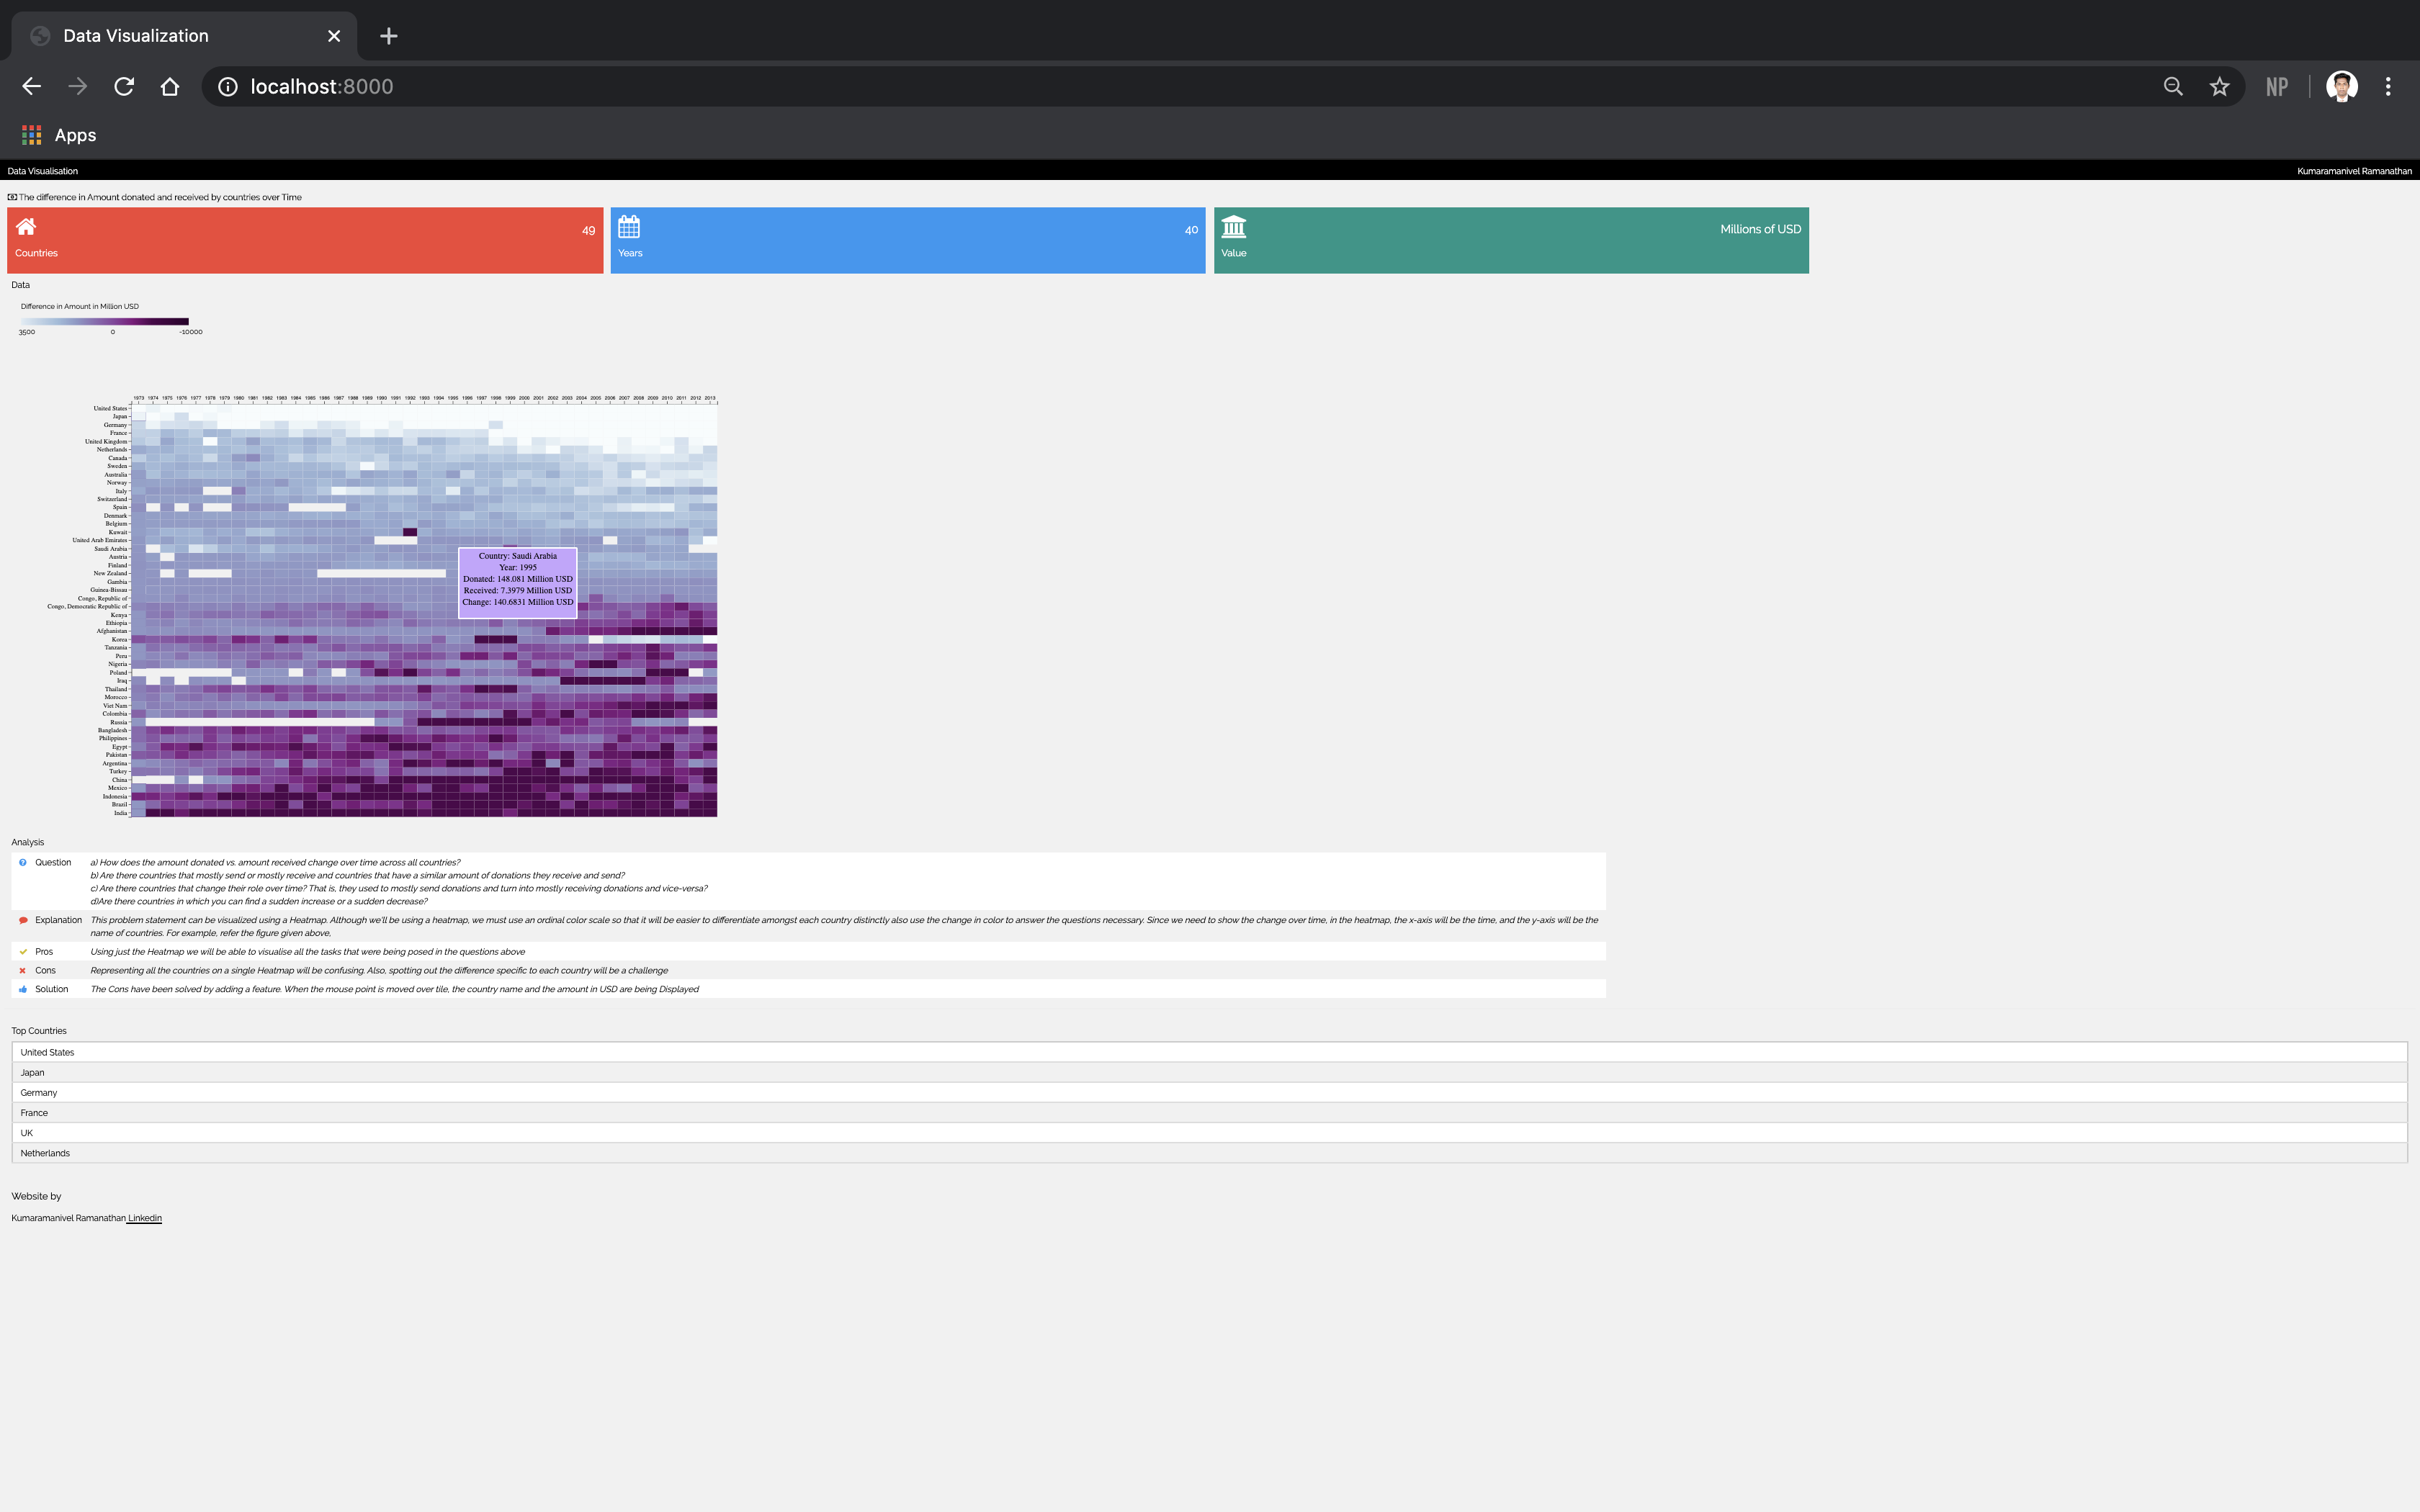 Data Visualization
localhost:8000
NP
Apps
Data Visualisation
Kumaramanivel Ramanathan
The difference in Amount donated and received by countries over Time
49
Countries
40
Years
Millions of USD
Value
Data
Difference in Amount in Million USD
3500 0 -10000
1973 1974 1975 1976 1977 1978 1979 1980 1981 1982 1983 1984 1985 1986 1987 1988 1989 1990 1991 1992 1993 1994 1995 1996 1997 1998 1999 2000 2001 2002 2003 2004 2005 2006 2007 2008 2009 2010 2011 2012 2013
United States
Japan
Germany
France
United Kingdom
Netherlands
Canada
Sweden
Australia
Norway
Italy
Switzerland
Spain
Denmark
Belgium
Kuwait
United Arab Emirates
Saudi Arabia
Austria
Finland
New Zealand
Gambia
Guinea-Bissau
Congo, Republic of
Congo, Democratic Republic of
Kenya
Ethiopia
Afghanistan
Korea
Tanzania
Peru
Nigeria
Poland
Iraq
Thailand
Morocco
Viet Nam
Colombia
Russia
Bangladesh
Philippines
Egypt
Pakistan
Argentina
Turkey
China
Mexico
Indonesia
Brazil
India
Country: Saudi Arabia
Year: 1995
Donated: 148.081 Million USD
Received: 7.3979 Million USD
Change: 140.6831 Million USD
Analysis
Question
a) How does the amount donated vs. amount received change over time across all countries?
b) Are there countries that mostly send or mostly receive and countries that have a similar amount of donations they receive and send?
c) Are there countries that change their role over time? That is, they used to mostly send donations and turn into mostly receiving donations and vice-versa?
d)Are there countries in which you can find a sudden increase or a sudden decrease?
Explanation
This problem statement can be visualized using a Heatmap. Although we'll be using a heatmap, we must use an ordinal color scale so that it will be easier to differentiate amongst each country distinctly also use the change in color to answer the questions necessary. Since we need to show the change over time, in the heatmap, the x-axis will be the time, and the y-axis will be the
name of countries. For example, refer the figure given above,
Pros
Using just the Heatmap we will be able to visualise all the tasks that were being posed in the questions above
Cons
Representing all the countries on a single Heatmap will be confusing. Also, spotting out the difference specific to each country will be a challenge
Solution
The Cons have been solved by adding a feature. When the mouse point is moved over tile, the country name and the amount in USD are being Displayed
Top Countries
United States
Japan
Germany
France
UK
Netherlands
Website by
Kumaramanivel Ramanathan Linkedin